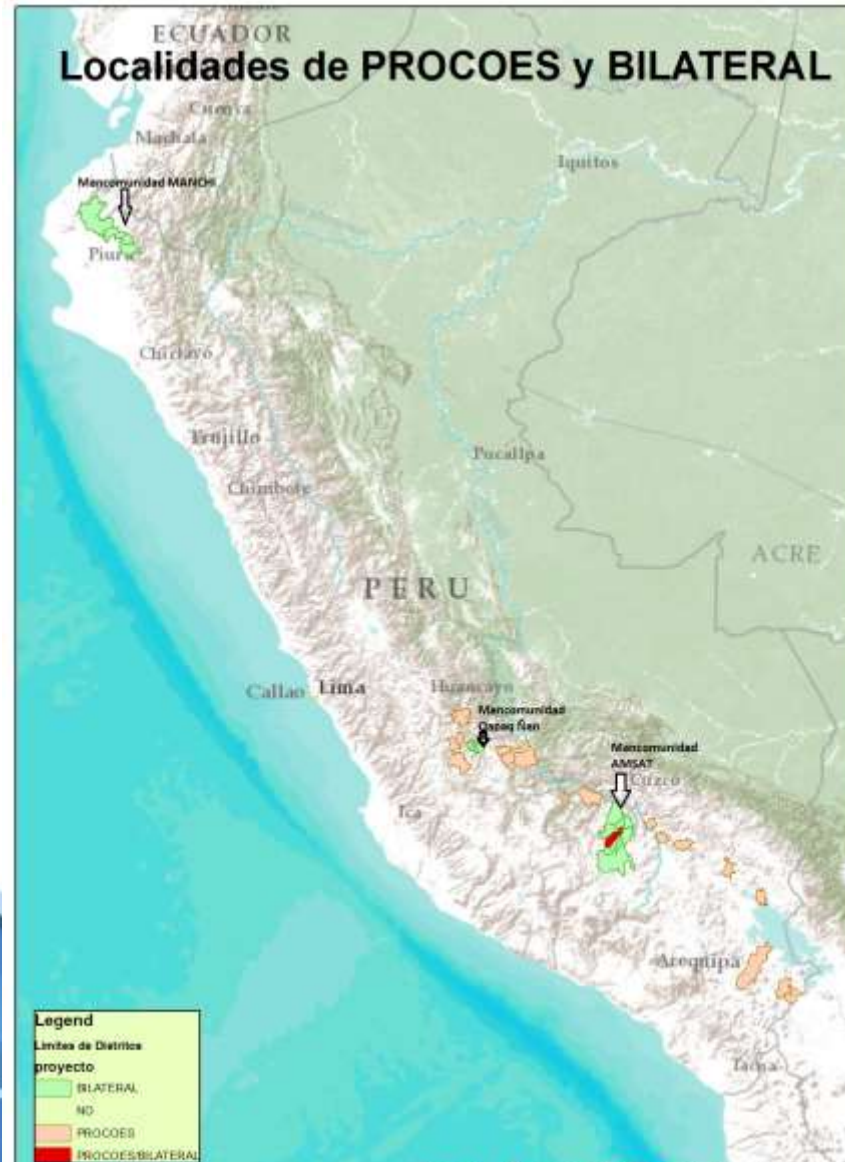 ECUADOR
Localidades de PROCOES y BILATERAL
Cuenca
Machala
Iquitos
Mancomunidad MANCHI
Piura
Chiclayo
Trujillo
Pucallpa
Chimbote
ACRE
PERU
Callao Lima
Huancayo
Mancomunidad
Qapaq Ñan
Mancomunidad
AMSAT
Cuzco
Ica
Arequipa
Tacna
Legend
Limites de Distritos
proyecto
BILATERAL
NO
PROCOES
PROCOES/BILATERAL